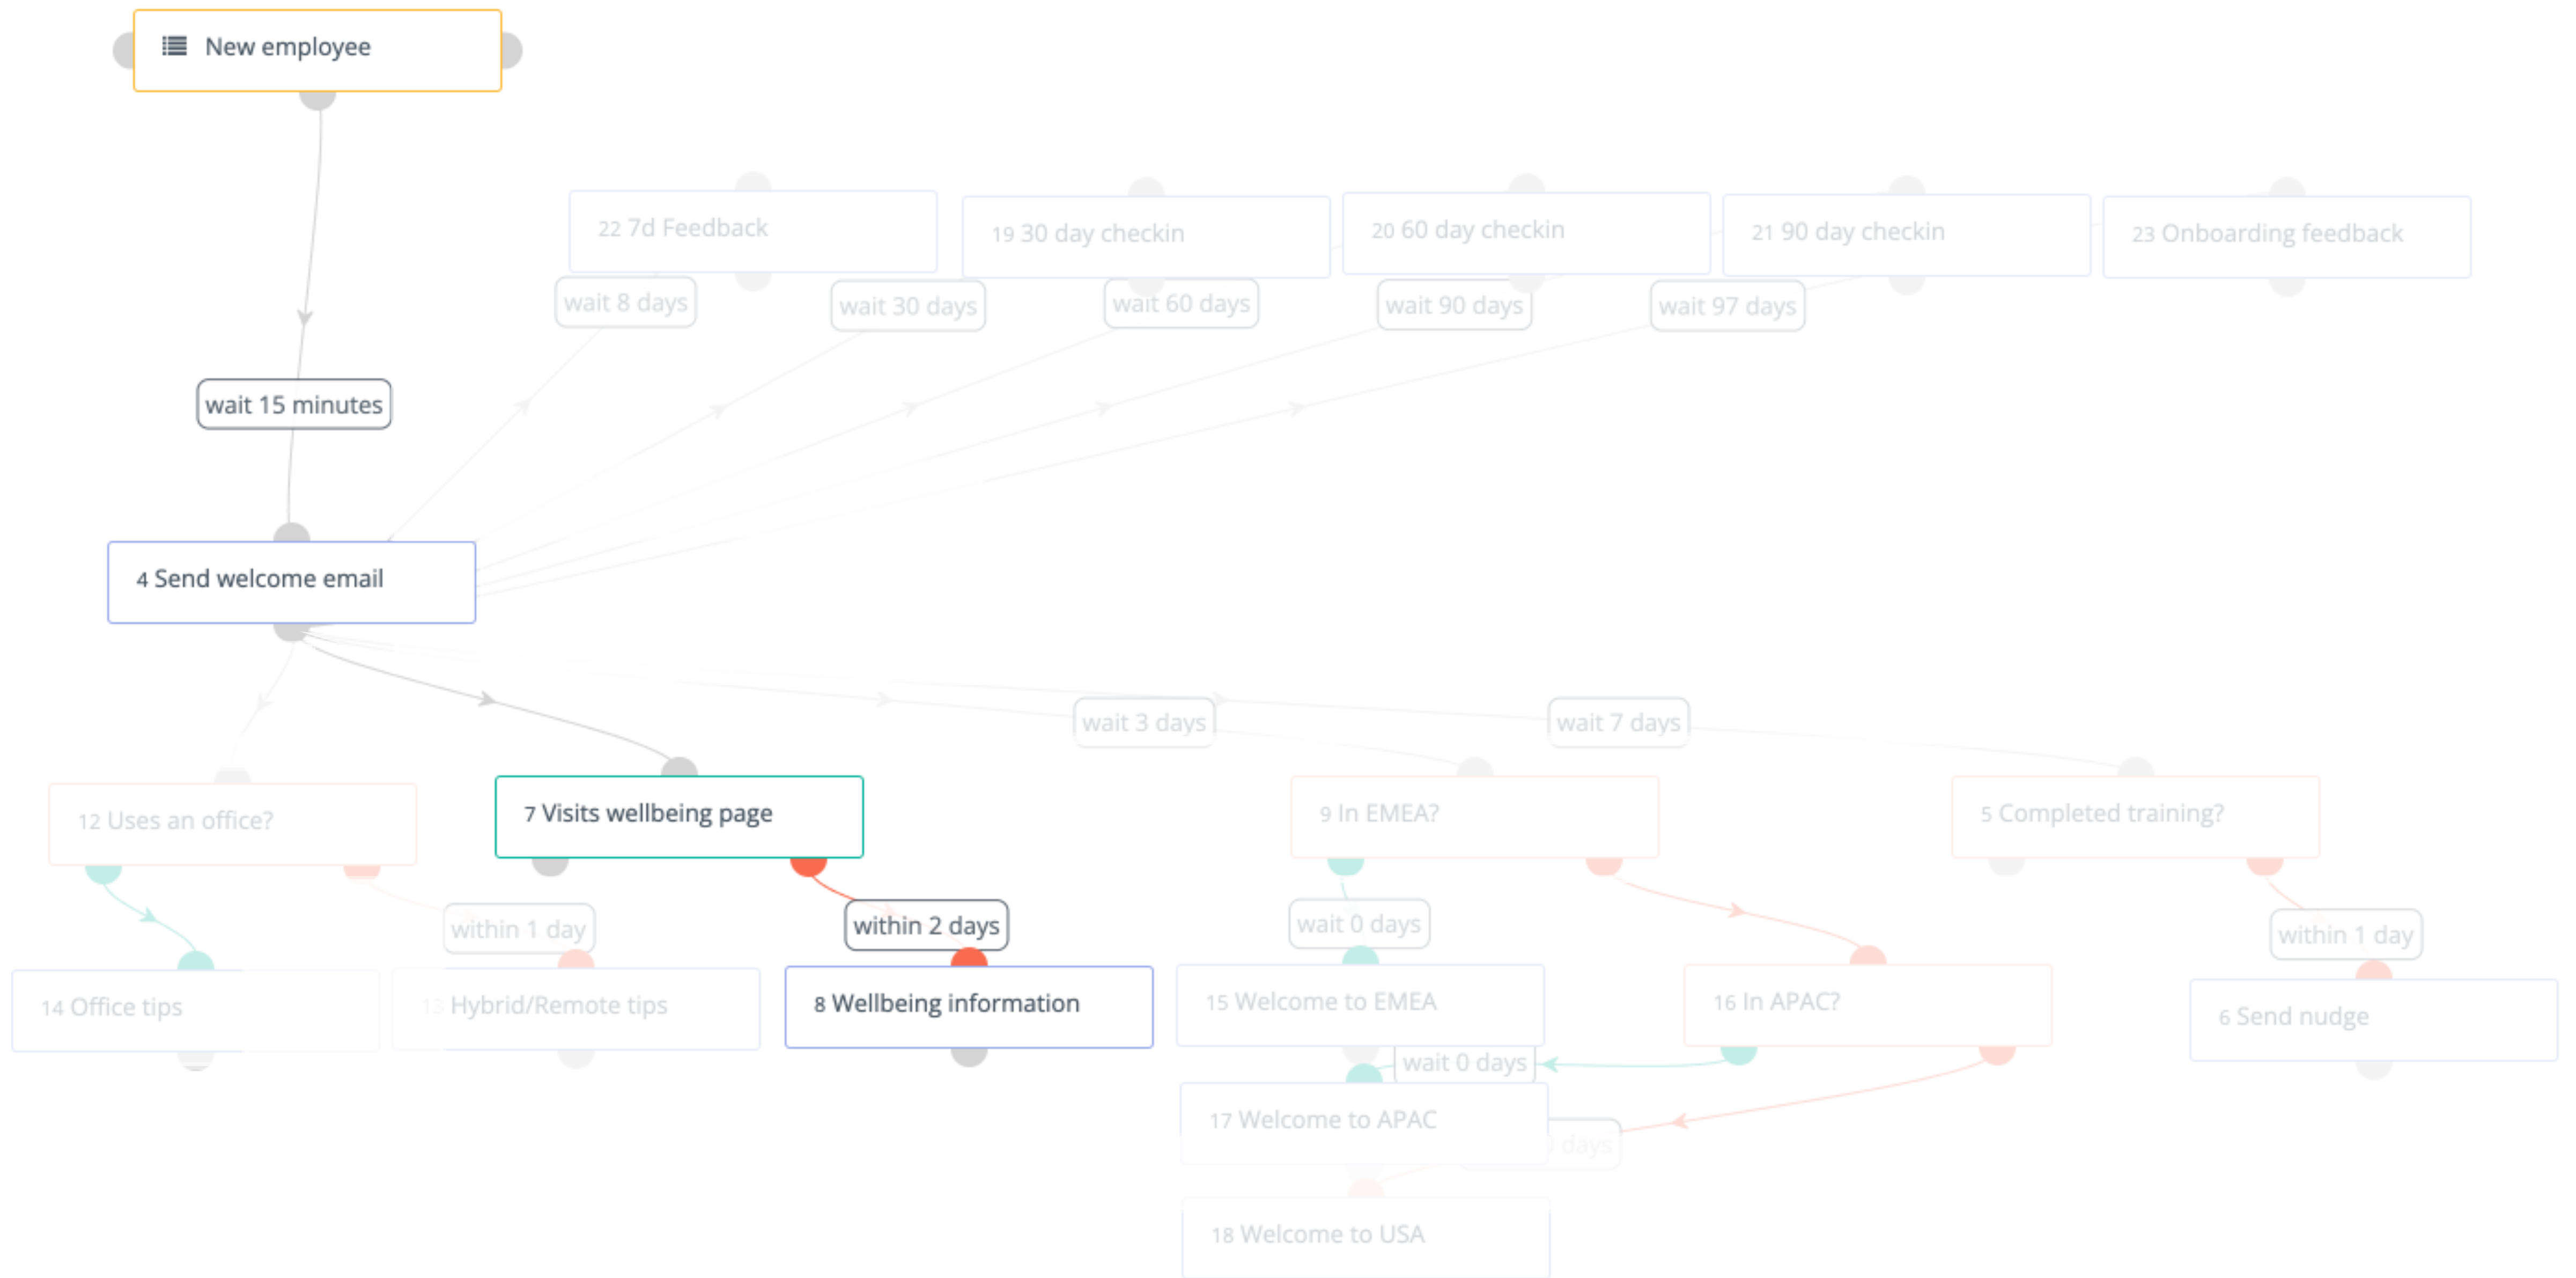 New employee
22 7d Feedback
19 30 day checkin
20 60 day checkin
21 90 day checkin
23 Onboarding feedback
wait 8 days
wait 30 days
wait 60 days
wait 90 days
wait 97 days
wait 15 minutes
4 Send welcome email
wait 3 days
wait 7 days
12 Uses an office?
7 Visits wellbeing page
9 In EMEA?
5 Completed training?
within 1 day
within 2 days
wait 0 days
within 1 day
14 Office tips
13 Hybrid/Remote tips
8 Wellbeing information
15 Welcome to EMEA
16 In APAC?
6 Send nudge
wait 0 days
17 Welcome to APAC
days
18 Welcome to USA